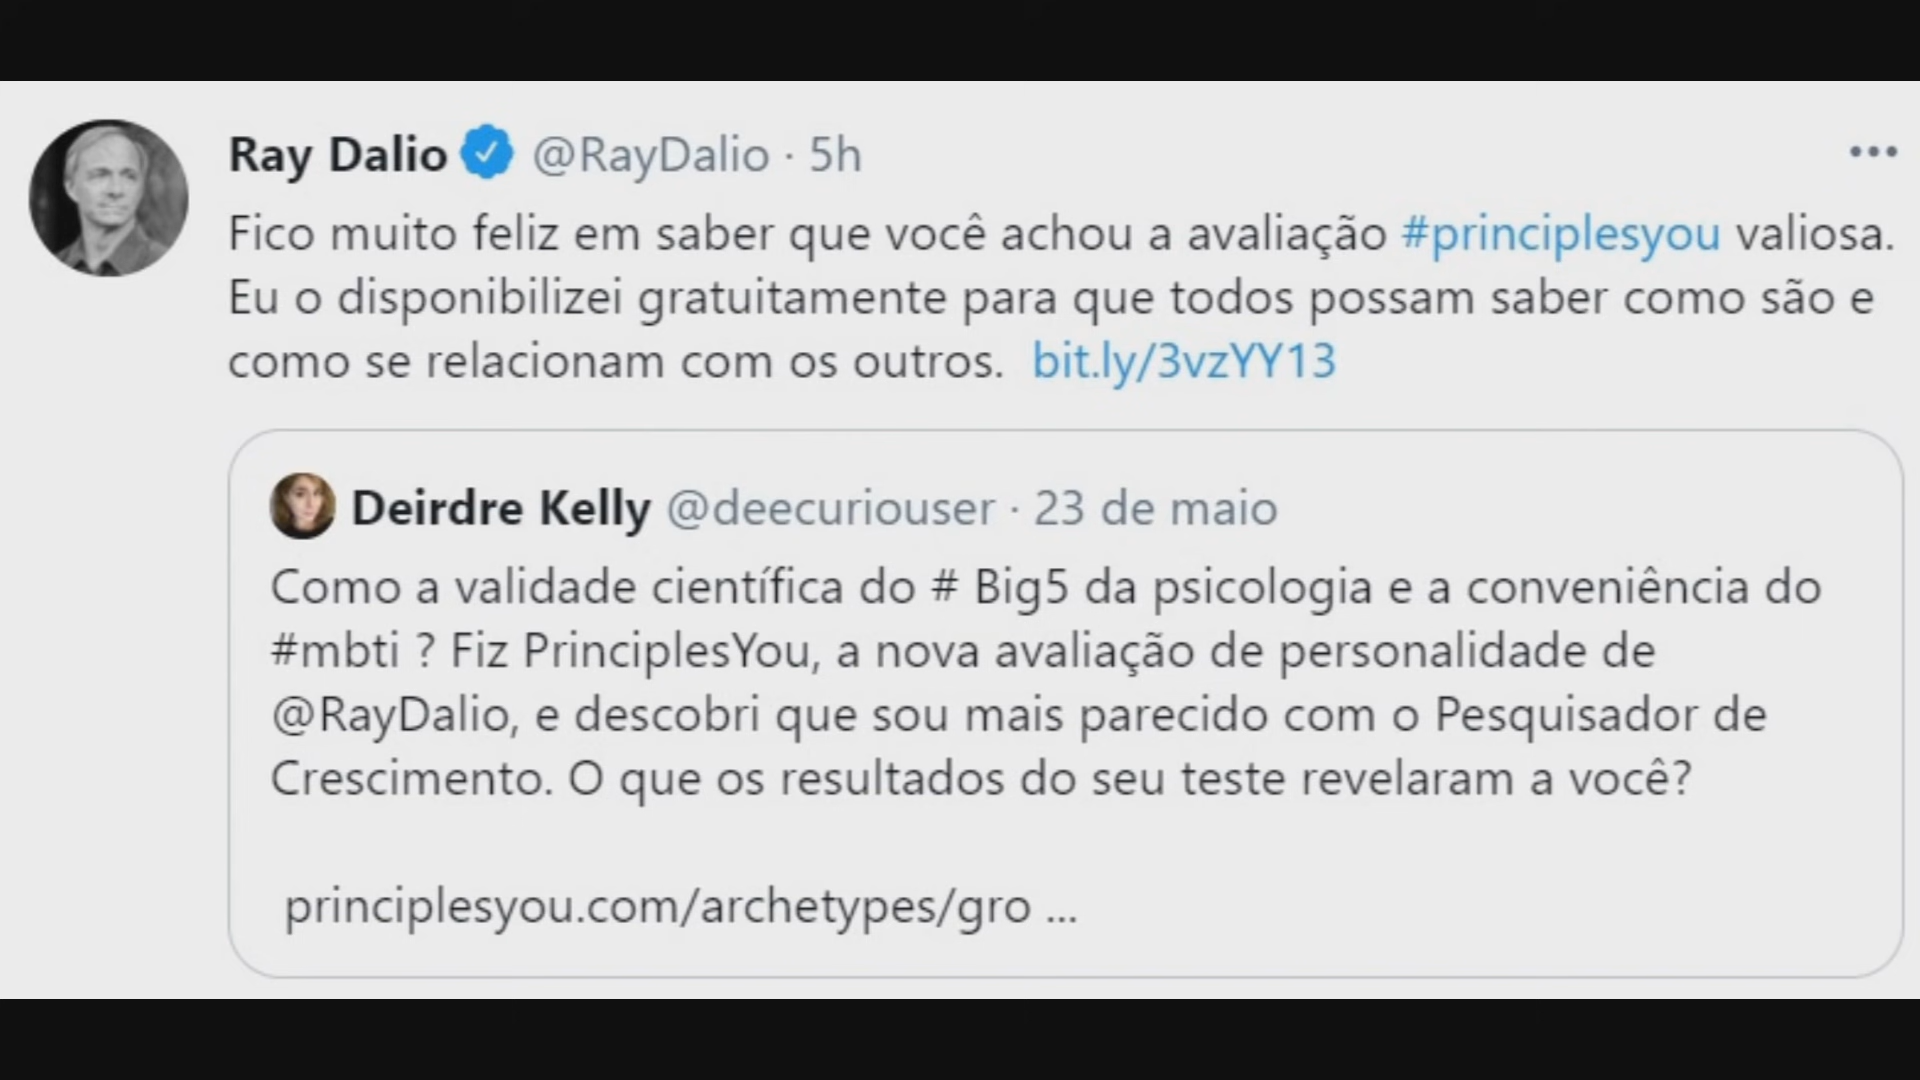 Ray Dalio @RayDalio · 5h
Fico muito feliz em saber que você achou a avaliação #principlesyou valiosa.
Eu o disponibilizei gratuitamente para que todos possam saber como são e
como se relacionam com os outros. bit.ly/3vzYY13
Deirdre Kelly @deecuriouser · 23 de maio
Como a validade científica do # Big5 da psicologia e a conveniência do
#mbti ? Fiz PrinciplesYou, a nova avaliação de personalidade de
@RayDalio, e descobri que sou mais parecido com o Pesquisador de
Crescimento. O que os resultados do seu teste revelaram a você?
principlesyou.com/archetypes/gro ...